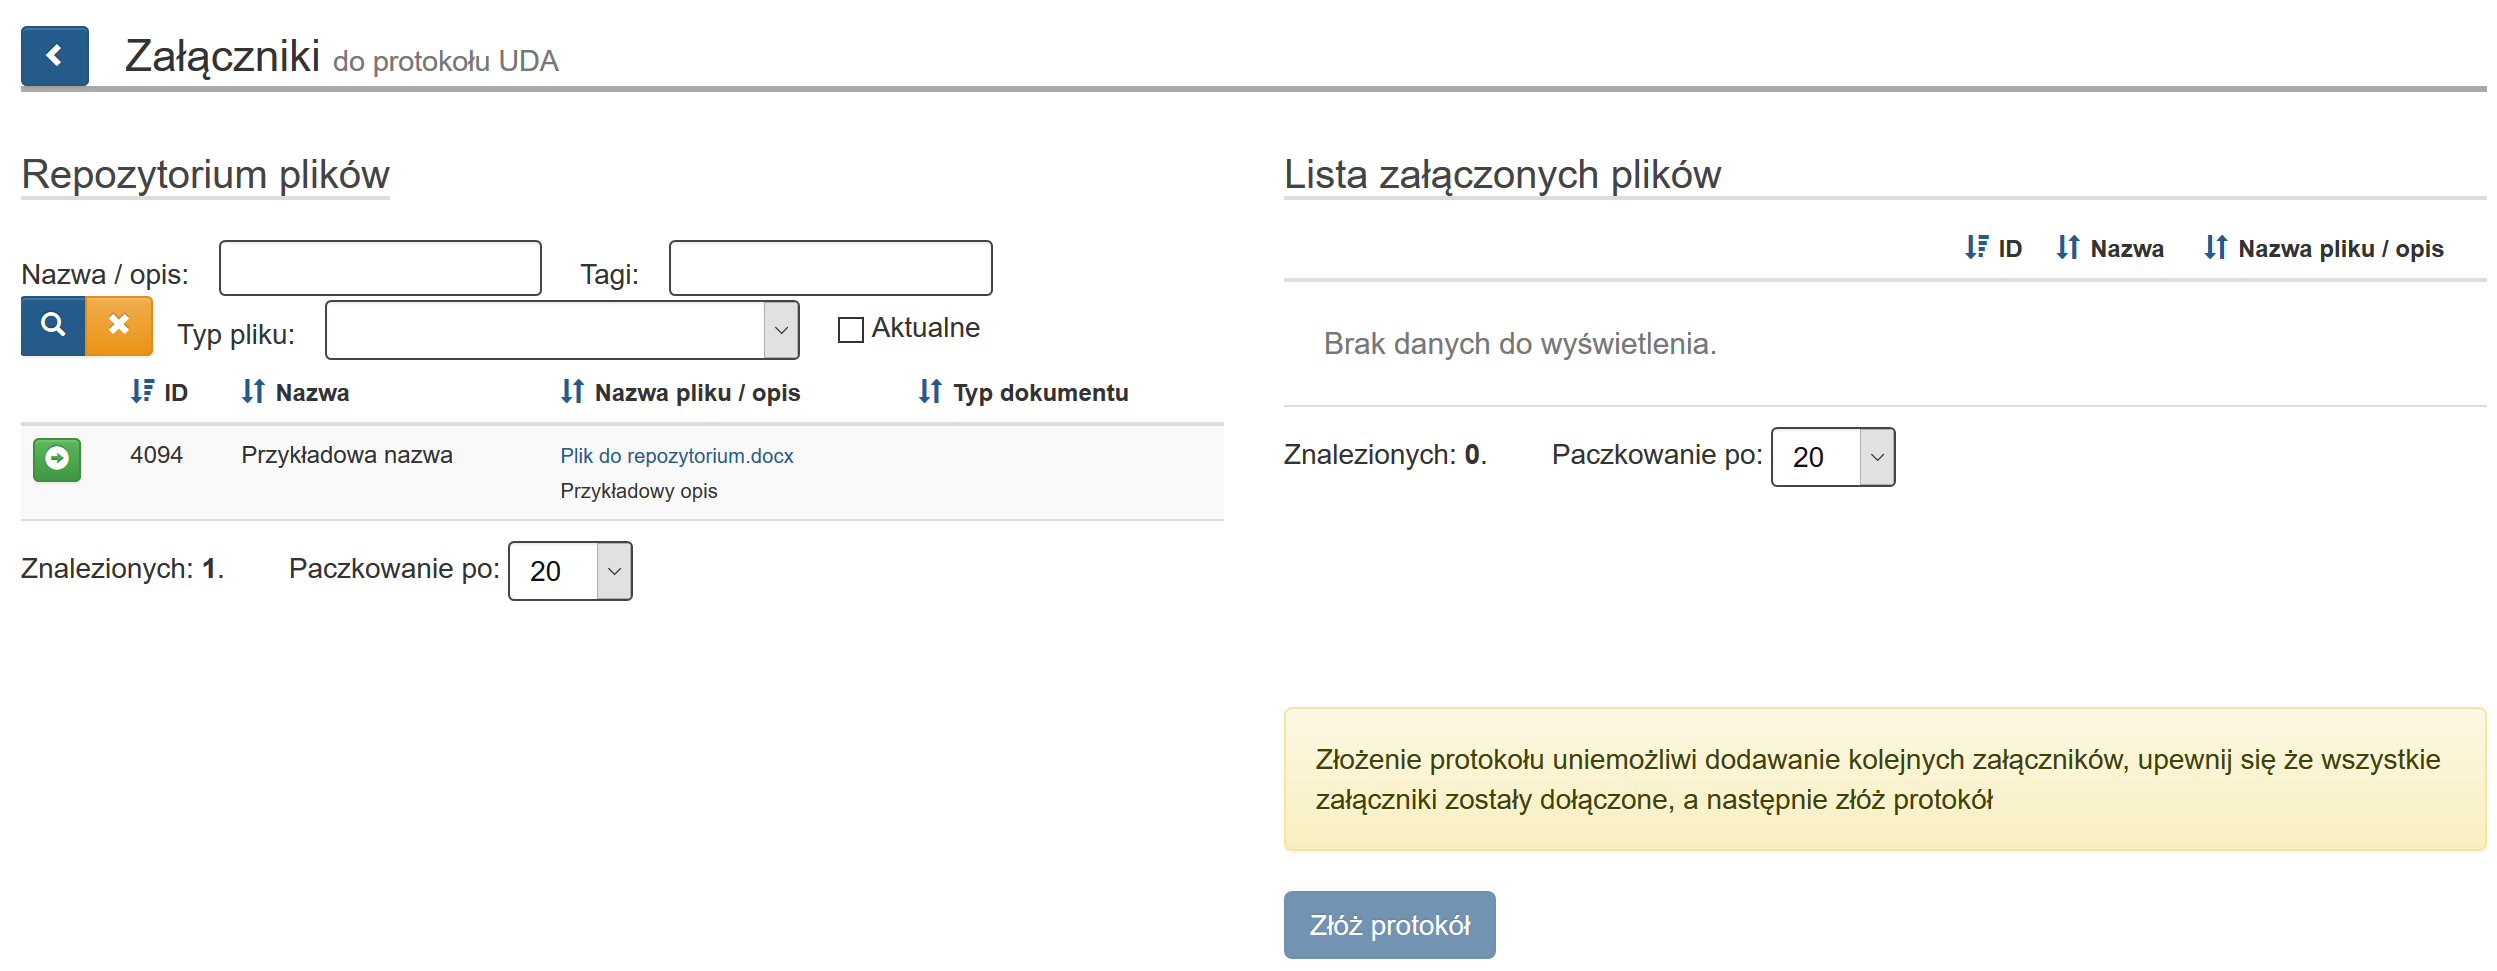 Załączniki do protokołu UDA
Repozytorium plików
Nazwa / opis:
Tagi:
Typ pliku:
Aktualne
ID Nazwa Nazwa pliku / opis Typ dokumentu
4094 Przykładowa nazwa Plik do repozytorium.docx
Przykładowy opis
Znalezionych: 1. Paczkowanie po: 20
Lista załączonych plików
ID Nazwa Nazwa pliku / opis
Brak danych do wyświetlenia.
Znalezionych: 0. Paczkowanie po: 20
Złożenie protokołu uniemożliwi dodawanie kolejnych załączników, upewnij się że wszystkie
załączniki zostały dołączone, a następnie złóż protokół
Złóż protokół